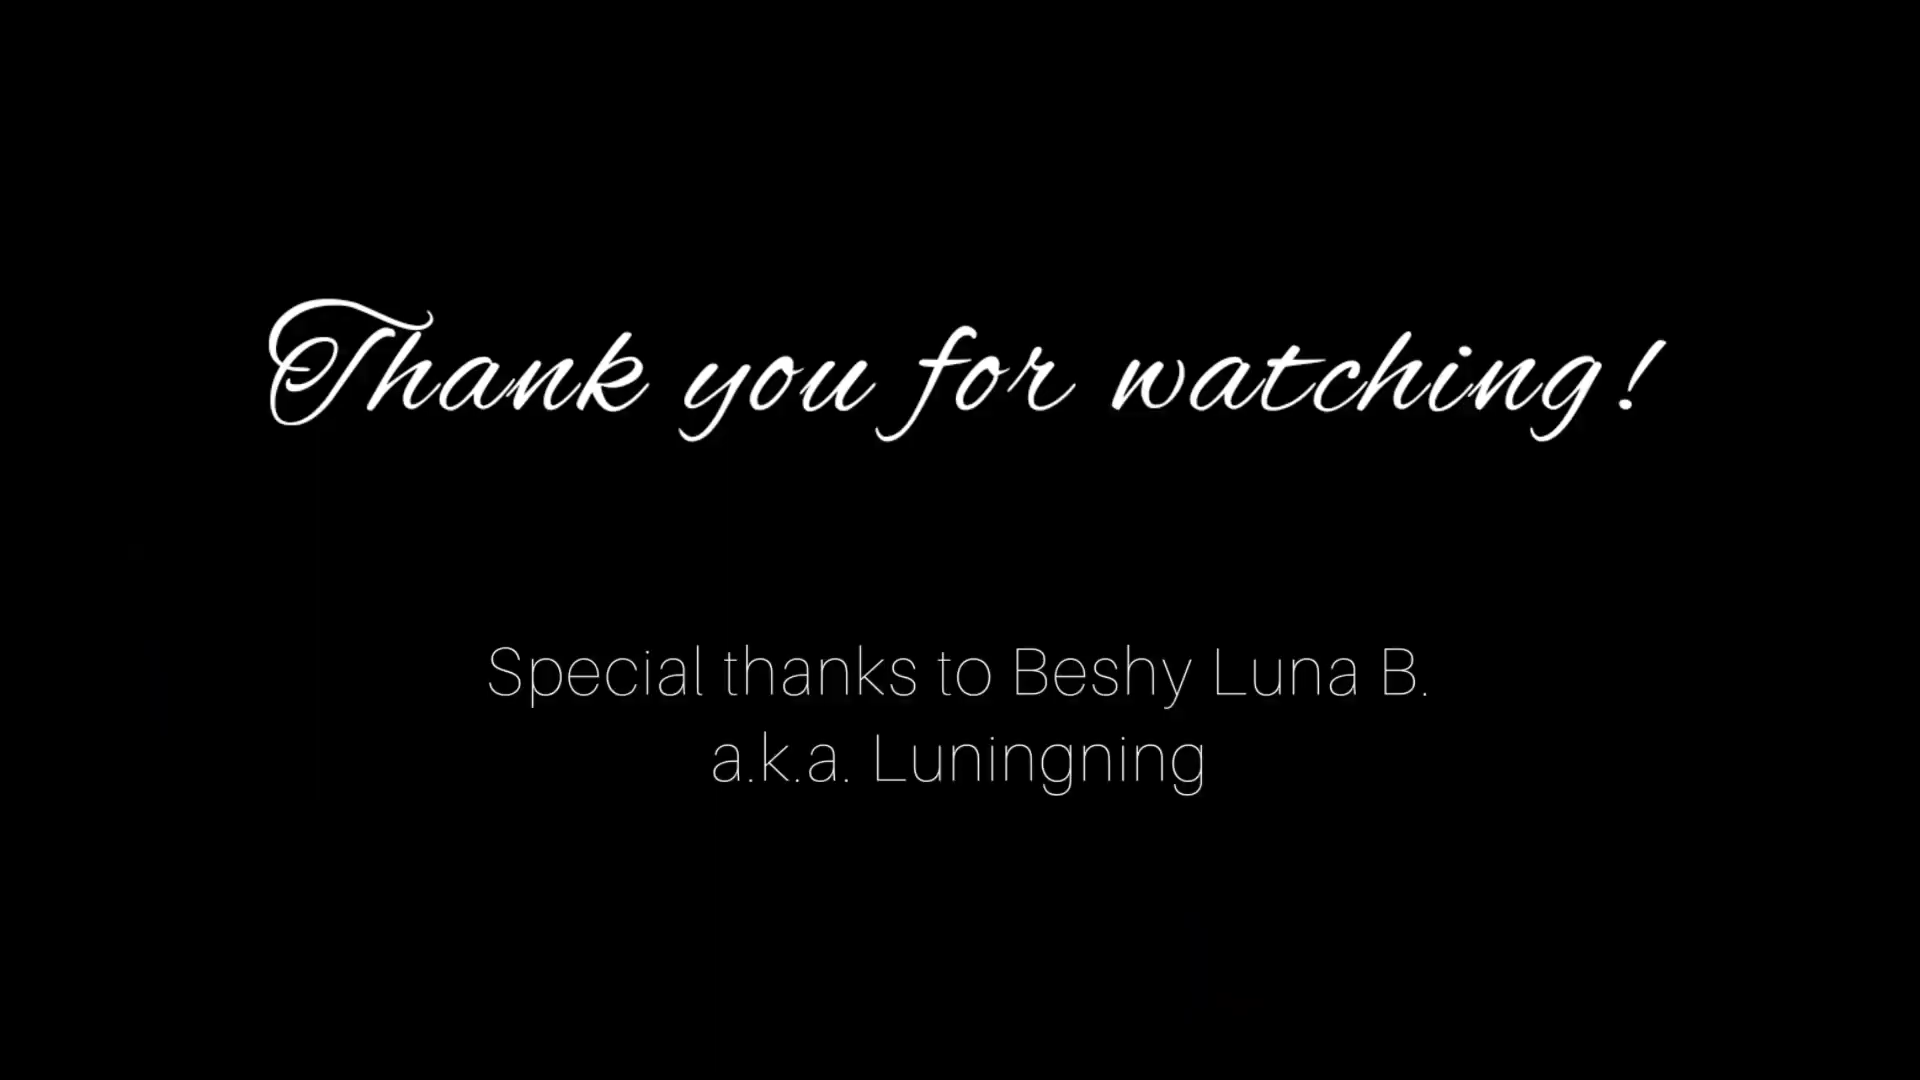 Thank you for watching!
Special thanks to Beshy Luna B.
a.k.a. Luningning